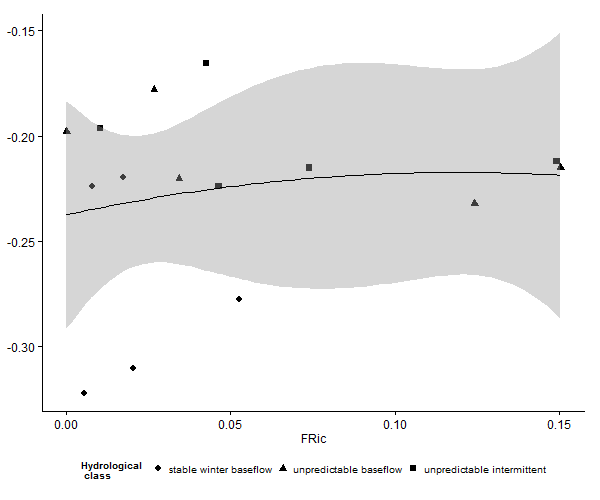 -0.15
-0.20
-0.25
-0.30
0.00 0.05 0.10 0.15
FRic
Hydrological
class
stable winter baseflow unpredictable baseflow unpredictable intermittent